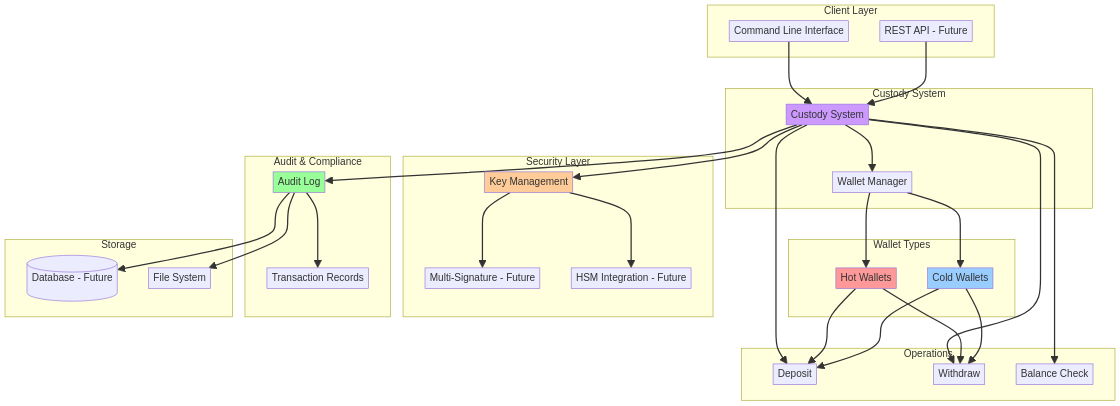 Client Layer
Command Line Interface
REST API - Future
Custody System
Custody System
Audit & Compliance
Security Layer
Audit Log
Key Management
Wallet Manager
Storage
Wallet Types
Database - Future
File System
Transaction Records
Multi-Signature - Future
HSM Integration - Future
Hot Wallets
Cold Wallets
Operations
Deposit
Withdraw
Balance Check